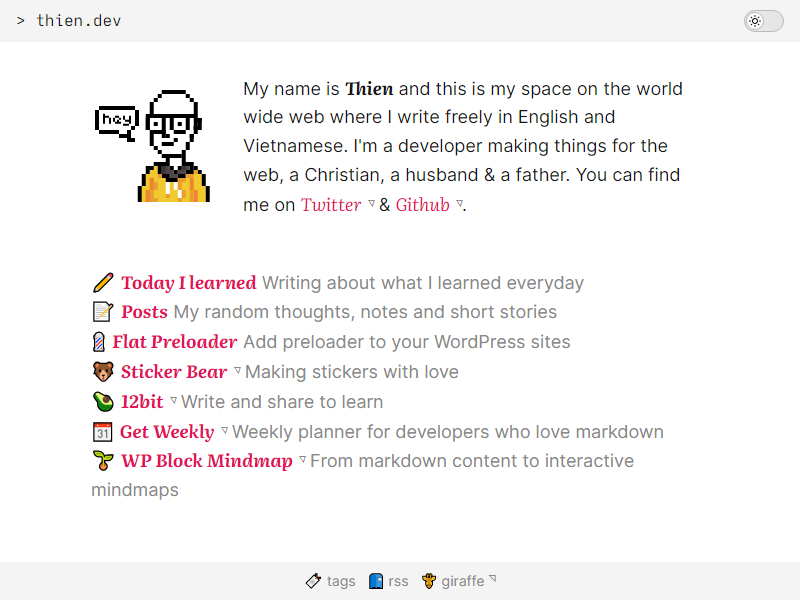 > thien.dev
hey
My name is Thien and this is my space on the world
wide web where I write freely in English and
Vietnamese. I'm a developer making things for the
web, a Christian, a husband & a father. You can find
me on Twitter & Github.
Today I learned Writing about what I learned everyday
Posts My random thoughts, notes and short stories
Flat Preloader Add preloader to your WordPress sites
Sticker Bear Making stickers with love
12bit Write and share to learn
31 Get Weekly Weekly planner for developers who love markdown
WP Block Mindmap From markdown content to interactive
mindmaps
tags rss giraffe